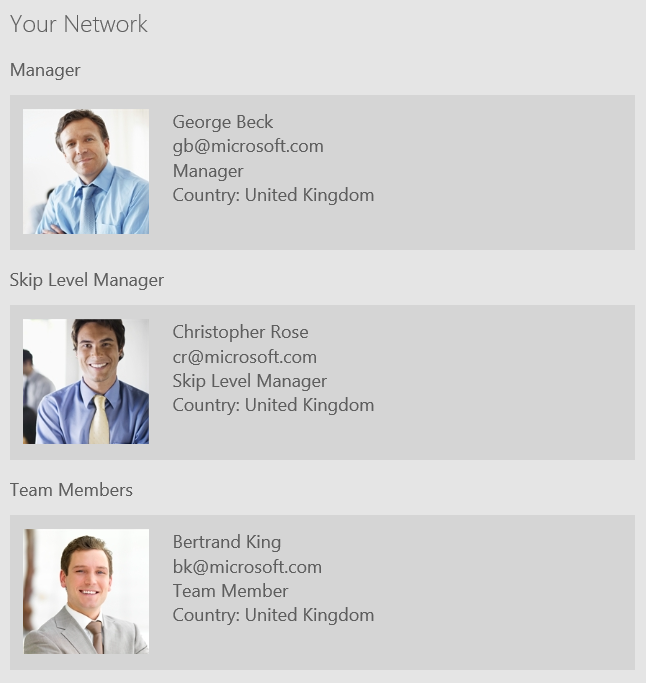 Your Network
Manager
George Beck
gb@microsoft.com
Manager
Country: United Kingdom
Skip Level Manager
Christopher Rose
cr@microsoft.com
Skip Level Manager
Country: United Kingdom
Team Members
Bertrand King
bk@microsoft.com
Team Member
Country: United Kingdom